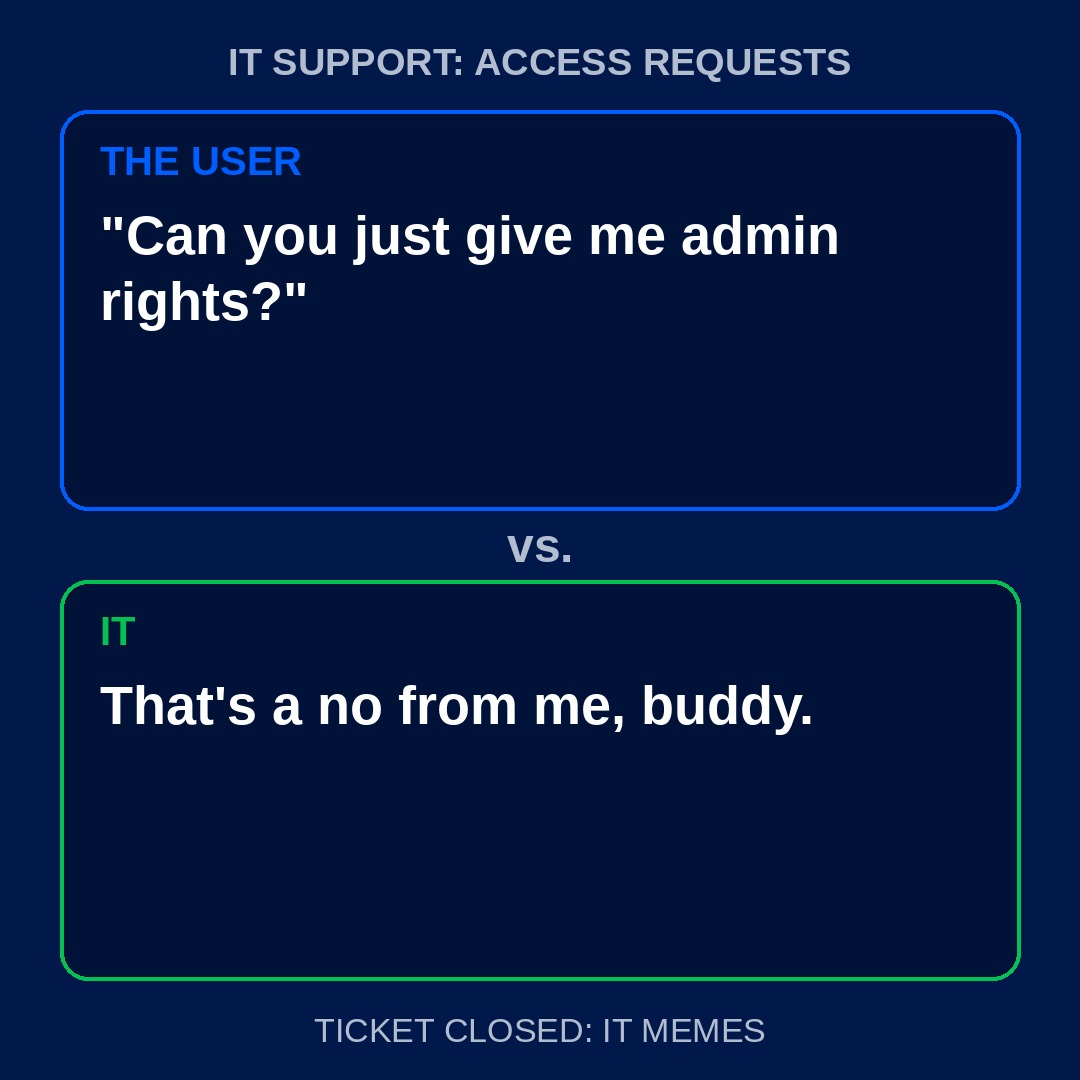 IT SUPPORT: ACCESS REQUESTS
THE USER
"Can you just give me admin
rights?"
vs.
IT
That's a no from me, buddy.
TICKET CLOSED: IT MEMES